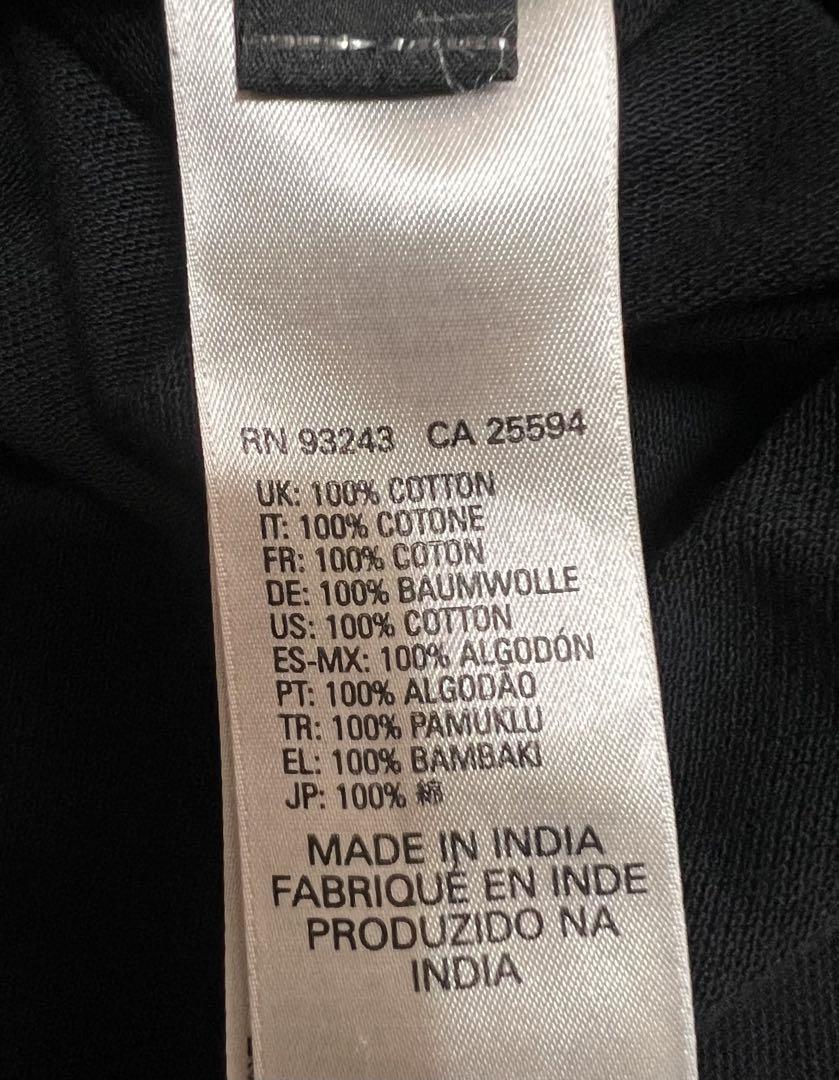 RN 93243 CA 25594
UK: 100% COTTON
IT: 100% COTONE
FR: 100% COTON
DE: 100% BAUMWOLLE
US: 100% COTTON
ES-MX: 100% ALGODÓN
PT: 100% ALGODÃO
TR: 100% PAMUKLU
EL: 100% BAMBAKI
JP: 100% 綿
MADE IN INDIA
FABRIQUÉ EN INDE
PRODUZIDO NA
INDIA